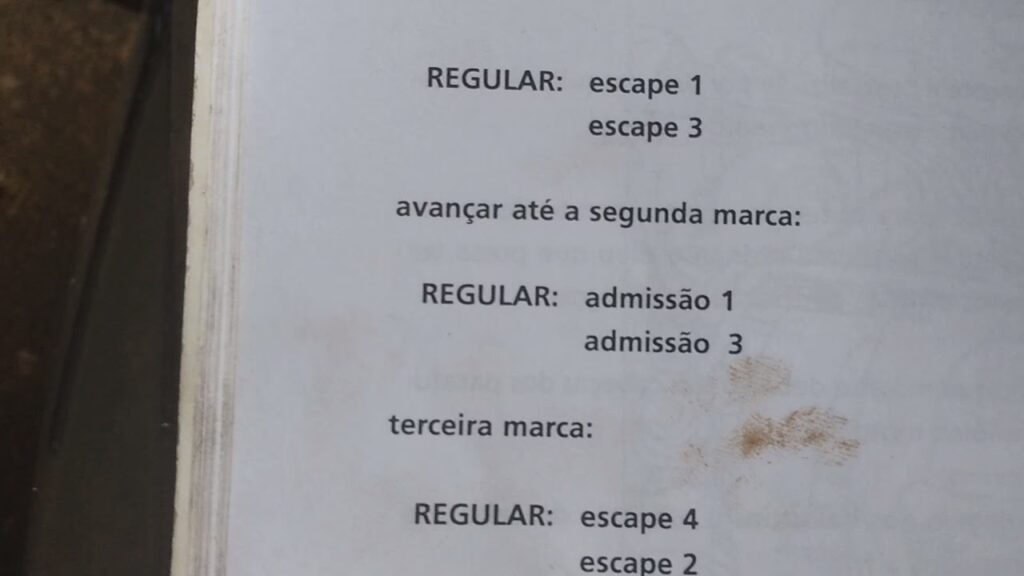 REGULAR: escape 1
escape 3
avançar até a segunda marca:
REGULAR: admissão 1
admissão 3
terceira marca:
REGULAR: escape 4
escape 2